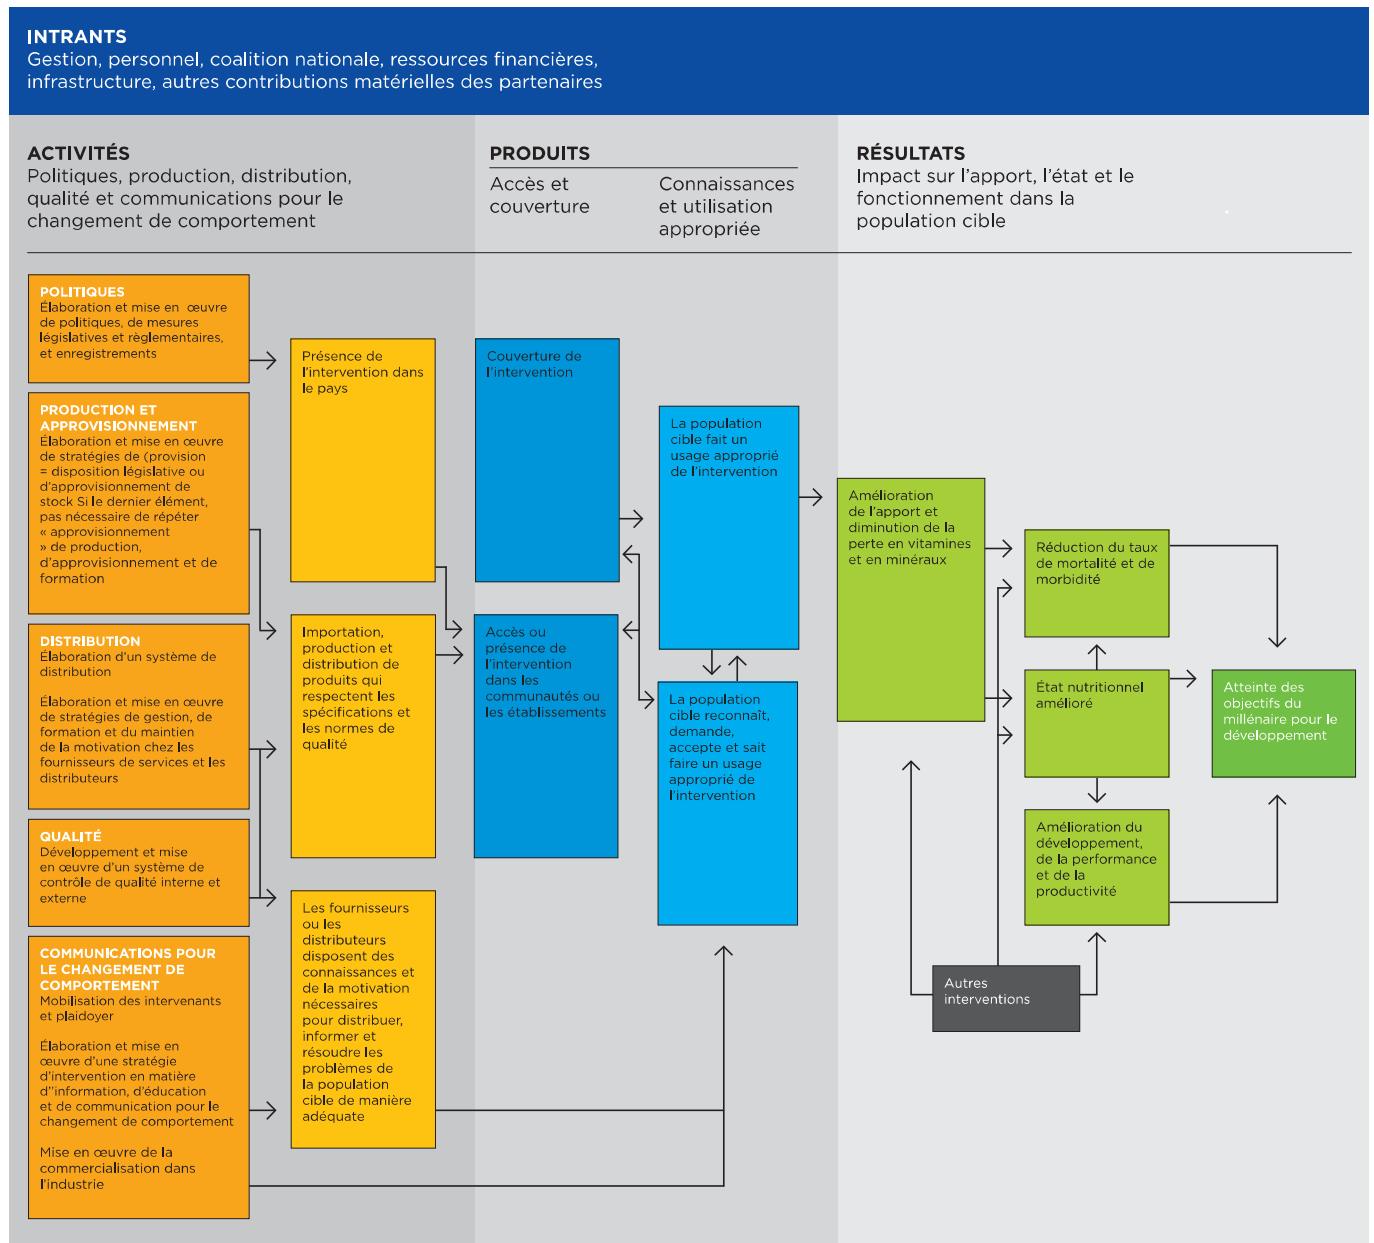 INTRANTS
Gestion, personnel, coalition nationale, ressources financières,
infrastructure, autres contributions matérielles des partenaires
ACTIVITÉS
Politiques, production, distribution,
qualité et communications pour le
changement de comportement
PRODUITS
Accès et
couverture
Connaissances
et utilisation
appropriée
RÉSULTATS
Impact sur l'apport, l'état et le
fonctionnement dans la
population cible
POLITIQUES
Élaboration et mise en œuvre
de politiques, de mesures
législatives et règlementaires,
et enregistrements
PRODUCTION ET
APPROVISIONNEMENT
Élaboration et mise en œuvre
de stratégies de (provision
= disposition législative ou
d'approvisionnement de
stock Si le dernier élément,
pas nécessaire de répéter
« approvisionnement
» de production,
d'approvisionnement et de
formation
DISTRIBUTION
Élaboration d'un système de
distribution
Élaboration et mise en œuvre
de stratégies de gestion, de
formation et du maintien
de la motivation chez les
fournisseurs de services et les
distributeurs
QUALITÉ
Développement et mise
en œuvre d'un système de
contrôle de qualité interne et
externe
COMMUNICATIONS POUR
LE CHANGEMENT DE
COMPORTEMENT
Mobilisation des intervenants
et plaidoyer
Élaboration et mise en
œuvre d'une stratégie
d'intervention en matière
d''information, d'éducation
et de communication pour le
changement de comportement
Mise en œuvre de la
commercialisation dans
l'industrie
Présence de
l'intervention dans
le pays
Importation,
production et
distribution de
produits qui
respectent les
spécifications et
les normes de
qualité
Les fournisseurs
ou les
distributeurs
disposent des
connaissances et
de la motivation
nécessaires
pour distribuer,
informer et
résoudre les
problèmes de
la population
cible de manière
adéquate
Couverture de
l'intervention
Accès ou
présence de
l'intervention
dans les
communautés ou
les établissements
La population
cible fait un
usage approprié
de l'intervention
La population
cible reconnaît,
demande,
accepte et sait
faire un usage
approprié de
l'intervention
Amélioration
de l'apport et
diminution de la
perte en vitamines
et en minéraux
Réduction du taux
de mortalité et de
morbidité
État nutritionnel
amélioré
Amélioration du
développement,
de la performance
et de la
productivité
Atteinte des
objectifs du
millénaire pour le
développement
Autres
interventions